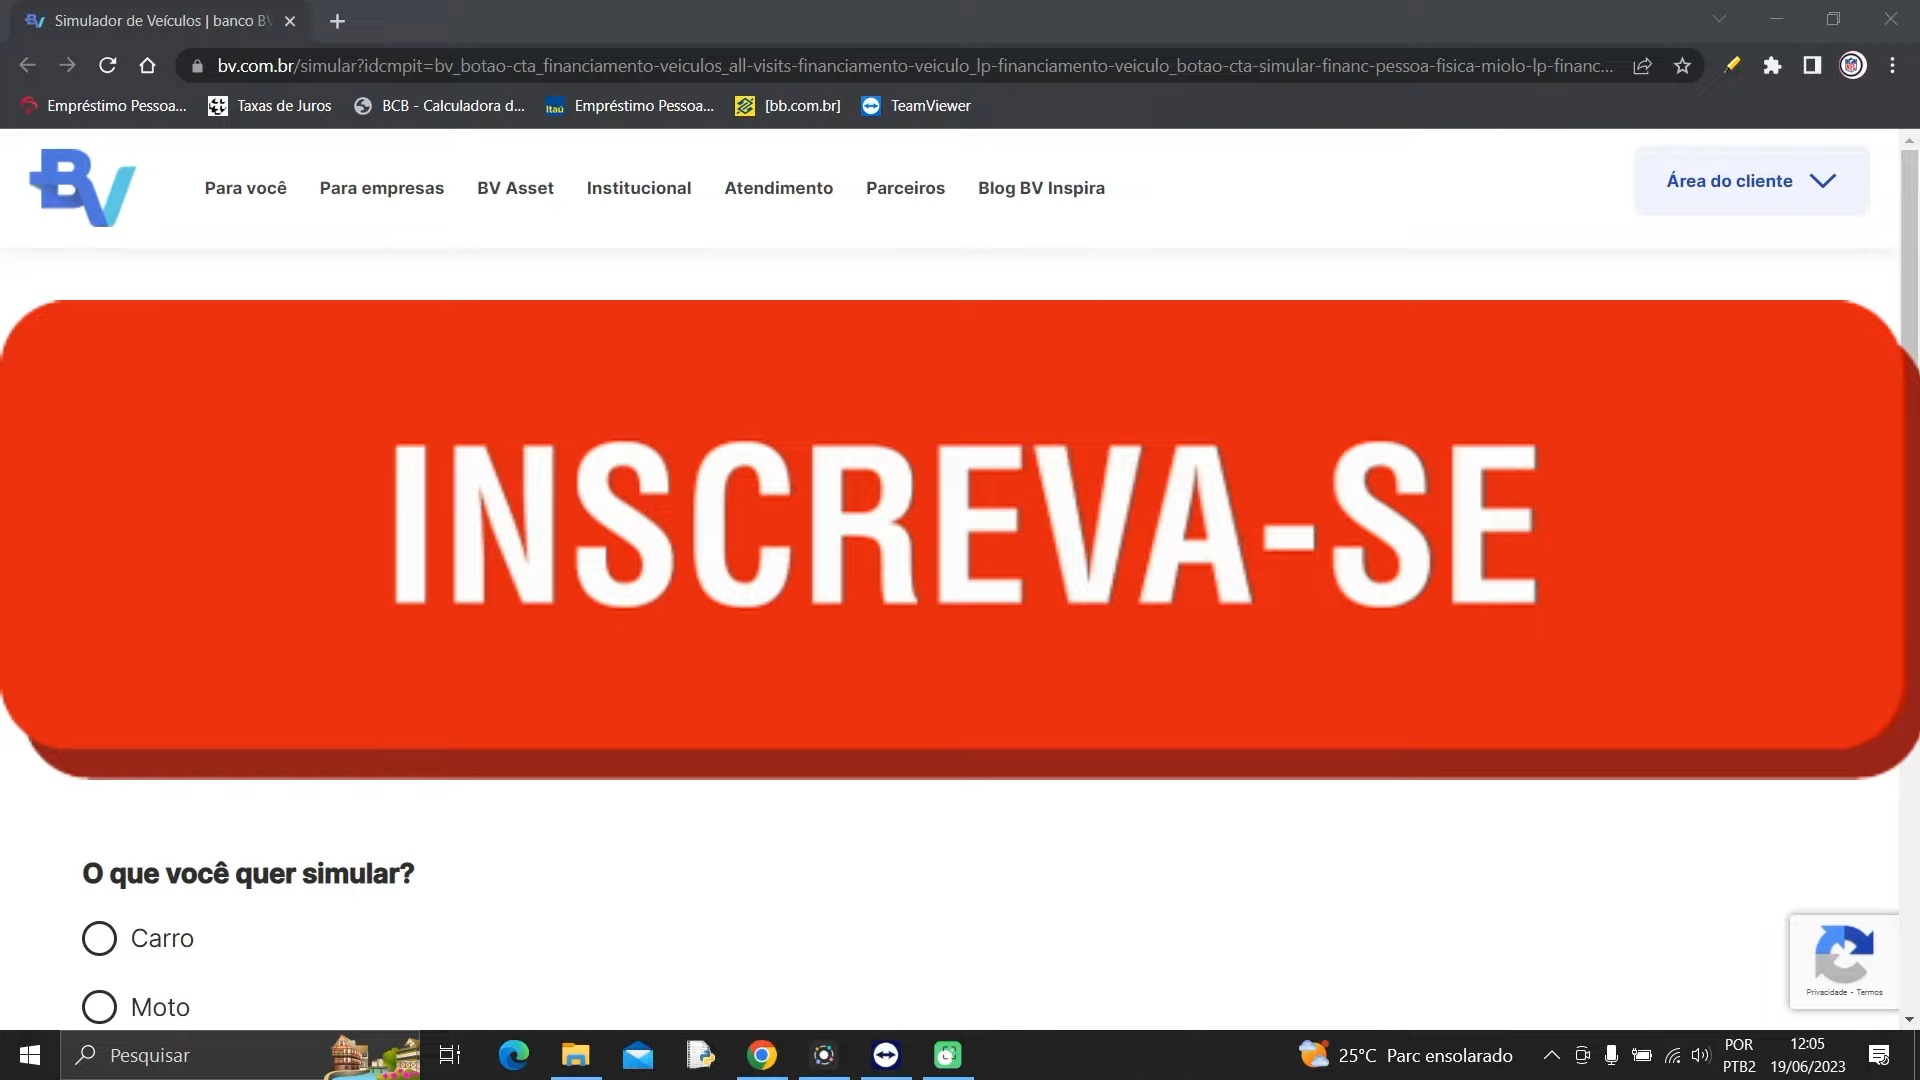 Simulador de Veículos | banco BV
bv.com.br/simular?idcmpit=bv_botao-cta_financiamento-veiculos_all-visits-financiamento-veiculo_lp-financiamento-veiculo_botao-cta-simular-financ-pessoa-fisica-miolo-lp-financ...
Empréstimo Pessoa... Taxas de Juros BCB - Calculadora d... Itaú Empréstimo Pessoa... [bb.com.br] TeamViewer
BV Para você Para empresas BV Asset Institucional Atendimento Parceiros Blog BV Inspira Área do cliente
INSCREVA-SE
O que você quer simular?
Carro
Moto
Privacidade - Termos
Pesquisar
25°C Parc ensolarado
POR
PTB2
12:05
19/06/2023